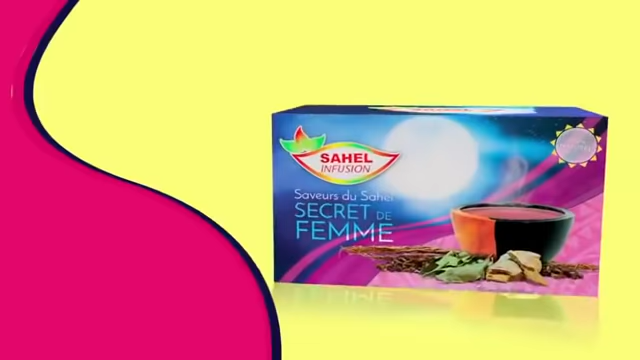 SAHEL
INFUSION
Saveurs du Sahel
SECRET DE
FEMME